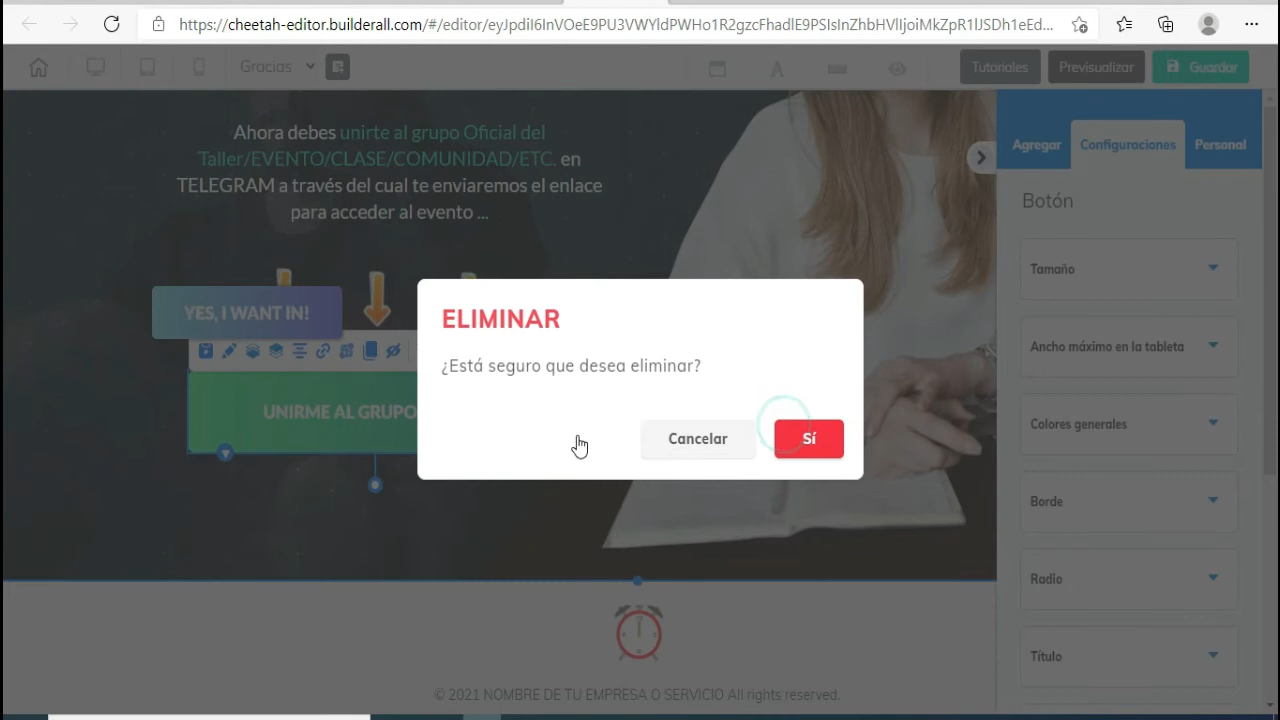 https://cheetah-editor.builderall.com/#/editor/eyJpdiI6InVOeE9PU3VWYldPWHo1R2gzcFhadlE9PSIsInZhbHVlIjoiMkZpR1lJSDh1eEd...
Gracias
Tutoriales
Previsualizar
Guardar
Ahora debes unirte al grupo Oficial del
Taller/EVENTO/CLASE/COMUNIDAD/ETC. en
TELEGRAM a través del cual te enviaremos el enlace
para acceder al evento ...
YES, I WANT IN!
UNIRME AL GRUPO
ELIMINAR
¿Está seguro que desea eliminar?
Cancelar
Sí
Agregar
Configuraciones
Personal
Botón
Tamaño
Ancho máximo en la tableta
Colores generales
Borde
Radio
Título
© 2021 NOMBRE DE TU EMPRESA O SERVICIO All rights reserved.